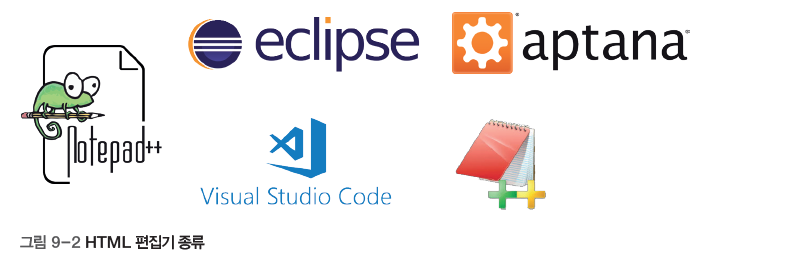 eclipse
aptana
Notepad++
Visual Studio Code
그림 9-2 HTML 편집기 종류